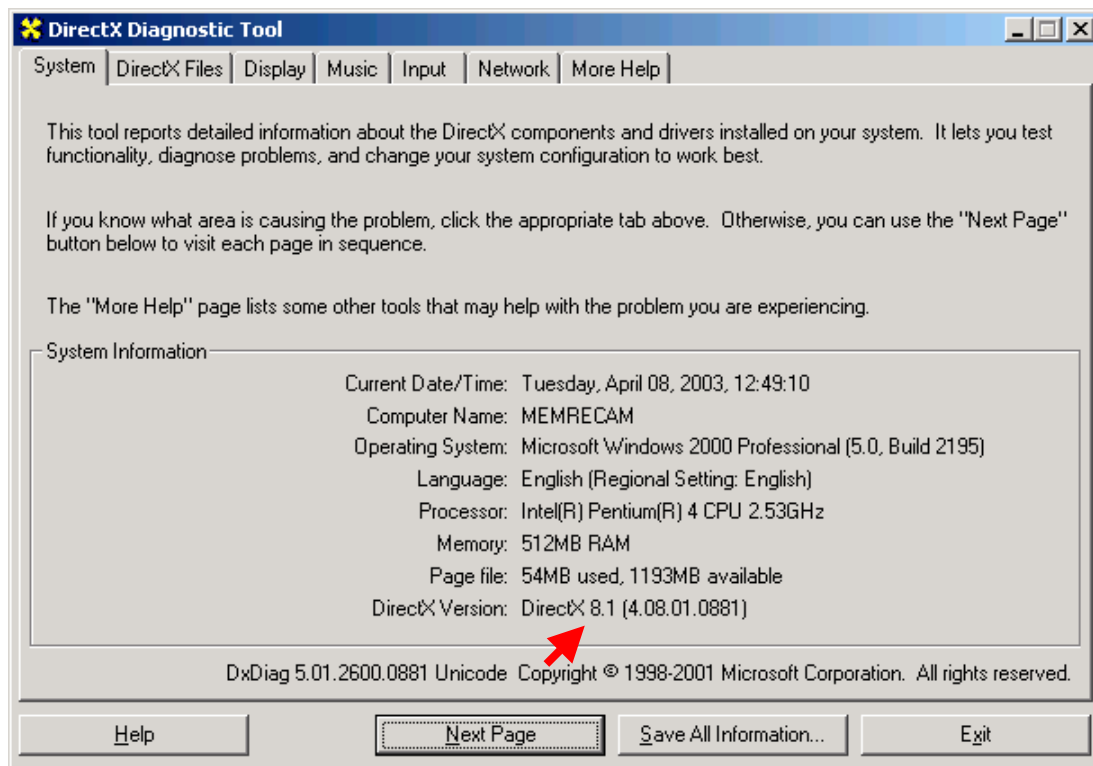 DirectX Diagnostic Tool
System DirectX Files Display Music Input Network More Help
This tool reports detailed information about the DirectX components and drivers installed on your system.  It lets you test
functionality, diagnose problems, and change your system configuration to work best.
If you know what area is causing the problem, click the appropriate tab above.  Otherwise, you can use the "Next Page"
button below to visit each page in sequence.
The "More Help" page lists some other tools that may help with the problem you are experiencing.
System Information
Current Date/Time: Tuesday, April 08, 2003, 12:49:10
Computer Name: MEMRECAM
Operating System: Microsoft Windows 2000 Professional (5.0, Build 2195)
Language: English (Regional Setting: English)
Processor: Intel(R) Pentium(R) 4 CPU 2.53GHz
Memory: 512MB RAM
Page file: 54MB used, 1193MB available
DirectX Version: DirectX 8.1 (4.08.01.0881)
DxDiag 5.01.2600.0881 Unicode  Copyright © 1998-2001 Microsoft Corporation.  All rights reserved.
Help Next Page Save All Information... Exit